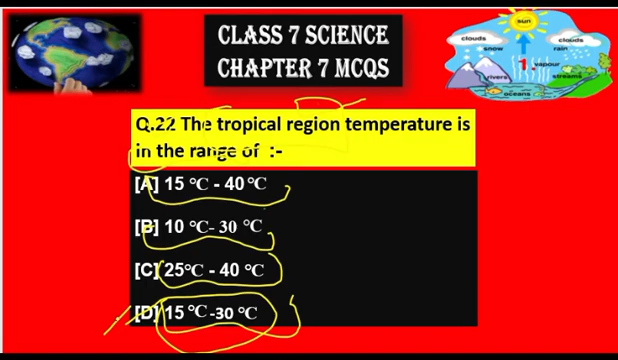 CLASS 7 SCIENCE
CHAPTER 7 MCQS
sun
clouds
clouds
snow
rain
1.
vapour
rivers
streams
oceans
Q.22 The tropical region temperature is
in the range of :-
[A] 15 °C - 40 °C
[B] 10 °C- 30 °C
[C] 25°C - 40 °C
[D] 15 °C -30 °C